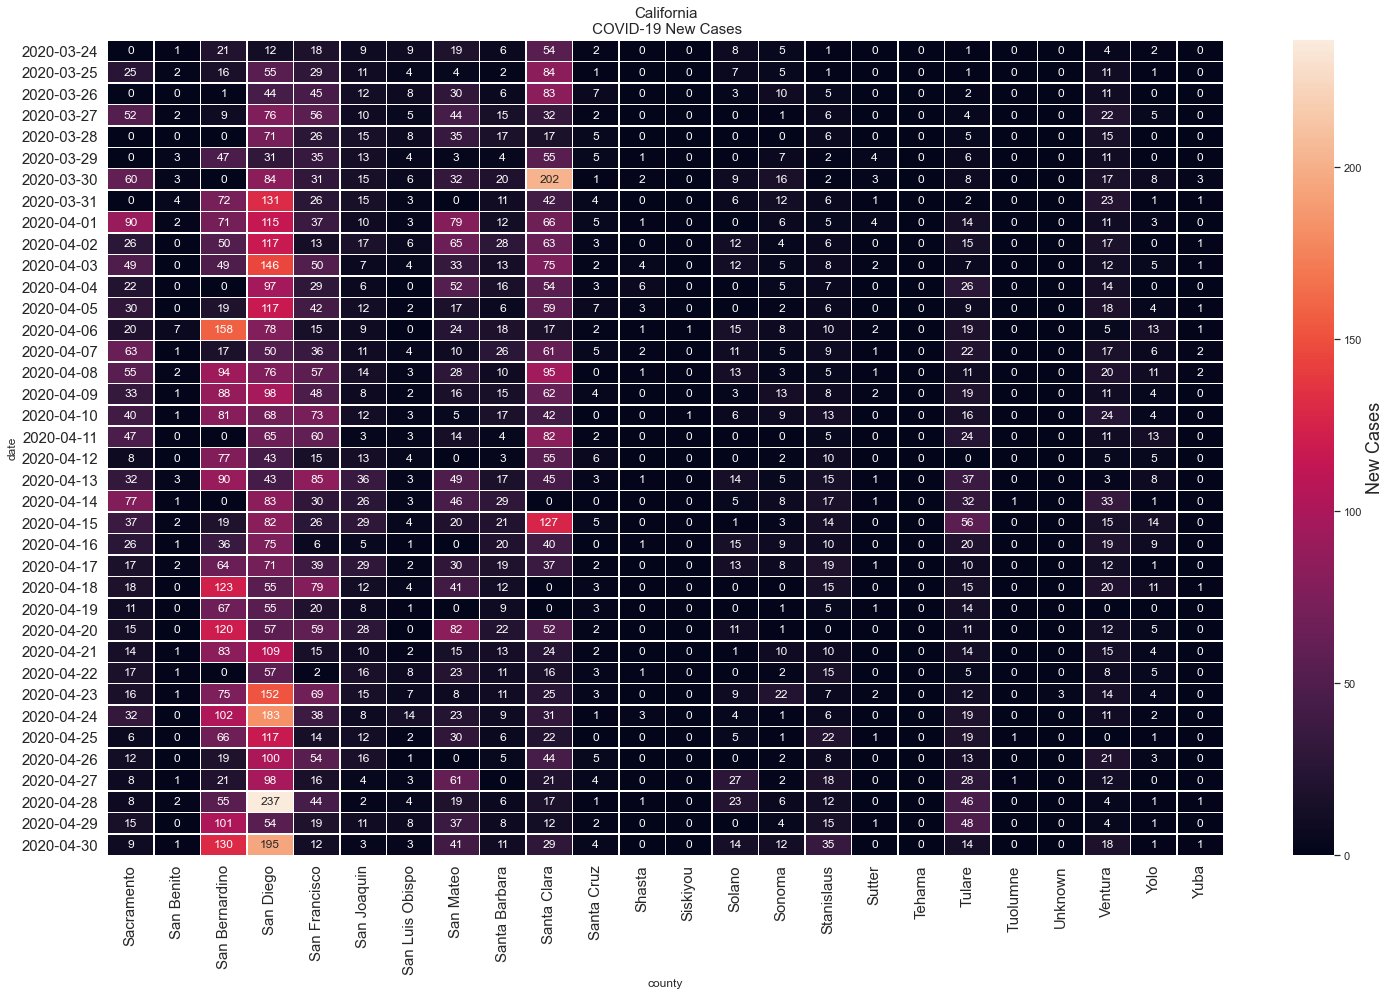 California
COVID-19 New Cases
date
2020-03-24 0 1 21 12 18 9 9 19 6 54 2 0 0 8 5 1 0 0 1 0 0 4 2 0
2020-03-25 25 2 16 55 29 11 4 4 2 84 1 0 0 7 5 1 0 0 1 0 0 11 1 0
2020-03-26 0 0 1 44 45 12 8 30 6 83 7 0 0 3 10 5 0 0 2 0 0 11 0 0
2020-03-27 52 2 9 76 56 10 5 44 15 32 2 0 0 0 1 6 0 0 4 0 0 22 5 0
2020-03-28 0 0 0 71 26 15 8 35 17 17 5 0 0 0 0 6 0 0 5 0 0 15 0 0
2020-03-29 0 3 47 31 35 13 4 3 4 55 5 1 0 0 7 2 4 0 6 0 0 11 0 0
2020-03-30 60 3 0 84 31 15 6 32 20 202 1 2 0 9 16 2 3 0 8 0 0 17 8 3
2020-03-31 0 4 72 131 26 15 3 0 11 42 4 0 0 6 12 6 1 0 2 0 0 23 1 1
2020-04-01 90 2 71 115 37 10 3 79 12 66 5 1 0 0 6 5 4 0 14 0 0 11 3 0
2020-04-02 26 0 50 117 13 17 6 65 28 63 3 0 0 12 4 6 0 0 15 0 0 17 0 1
2020-04-03 49 0 49 146 50 7 4 33 13 75 2 4 0 12 5 8 2 0 7 0 0 12 5 1
2020-04-04 22 0 0 97 29 6 0 52 16 54 3 6 0 0 5 7 0 0 26 0 0 14 0 0
2020-04-05 30 0 19 117 42 12 2 17 6 59 7 3 0 0 2 6 0 0 9 0 0 18 4 1
2020-04-06 20 7 158 78 15 9 0 24 18 17 2 1 1 15 8 10 2 0 19 0 0 5 13 1
2020-04-07 63 1 17 50 36 11 4 10 26 61 5 2 0 11 5 9 1 0 22 0 0 17 6 2
2020-04-08 55 2 94 76 57 14 3 28 10 95 0 1 0 13 3 5 1 0 11 0 0 20 11 2
2020-04-09 33 1 88 98 48 8 2 16 15 62 4 0 0 3 13 8 2 0 19 0 0 11 4 0
2020-04-10 40 1 81 68 73 12 3 5 17 42 0 0 1 6 9 13 0 0 16 0 0 24 4 0
2020-04-11 47 0 0 65 60 3 3 14 4 82 2 0 0 0 0 5 0 0 24 0 0 11 13 0
2020-04-12 8 0 77 43 15 13 4 0 3 55 6 0 0 0 2 10 0 0 0 0 0 5 5 0
2020-04-13 32 3 90 43 85 36 3 49 17 45 3 1 0 14 5 15 1 0 37 0 0 3 8 0
2020-04-14 77 1 0 83 30 26 3 46 29 0 0 0 0 5 8 17 1 0 32 1 0 33 1 0
2020-04-15 37 2 19 82 26 29 4 20 21 127 5 0 0 1 3 14 0 0 56 0 0 15 14 0
2020-04-16 26 1 36 75 6 5 1 0 20 40 0 1 0 15 9 10 0 0 20 0 0 19 9 0
2020-04-17 17 2 64 71 39 29 2 30 19 37 2 0 0 13 8 19 1 0 10 0 0 12 1 0
2020-04-18 18 0 123 55 79 12 4 41 12 0 3 0 0 0 0 15 0 0 15 0 0 20 11 1
2020-04-19 11 0 67 55 20 8 1 0 9 0 3 0 0 0 1 5 1 0 14 0 0 0 0 0
2020-04-20 15 0 120 57 59 28 0 82 22 52 2 0 0 11 1 0 0 0 11 0 0 12 5 0
2020-04-21 14 1 83 109 15 10 2 15 13 24 2 0 0 1 10 10 0 0 14 0 0 15 4 0
2020-04-22 17 1 0 57 2 16 8 23 11 16 3 1 0 0 2 15 0 0 5 0 0 8 5 0
2020-04-23 16 1 75 152 69 15 7 8 11 25 3 0 0 9 22 7 2 0 12 0 3 14 4 0
2020-04-24 32 0 102 183 38 8 14 23 9 31 1 3 0 4 1 6 0 0 19 0 0 11 2 0
2020-04-25 6 0 66 117 14 12 2 30 6 22 0 0 0 5 1 22 1 0 19 1 0 0 1 0
2020-04-26 12 0 19 100 54 16 1 0 5 44 5 0 0 0 2 8 0 0 13 0 0 21 3 0
2020-04-27 8 1 21 98 16 4 3 61 0 21 4 0 0 27 2 18 0 0 28 1 0 12 0 0
2020-04-28 8 2 55 237 44 2 4 19 6 17 1 1 0 23 6 12 0 0 46 0 0 4 1 1
2020-04-29 15 0 101 54 19 11 8 37 8 12 2 0 0 0 4 15 1 0 48 0 0 4 1 0
2020-04-30 9 1 130 195 12 3 3 41 11 29 4 0 0 14 12 35 0 0 14 0 0 18 1 1
Sacramento
San Benito
San Bernardino
San Diego
San Francisco
San Joaquin
San Luis Obispo
San Mateo
Santa Barbara
Santa Clara
Santa Cruz
Shasta
Siskiyou
Solano
Sonoma
Stanislaus
Sutter
Tehama
Tulare
Tuolumne
Unknown
Ventura
Yolo
Yuba
county
200
150
100
50
0
New Cases